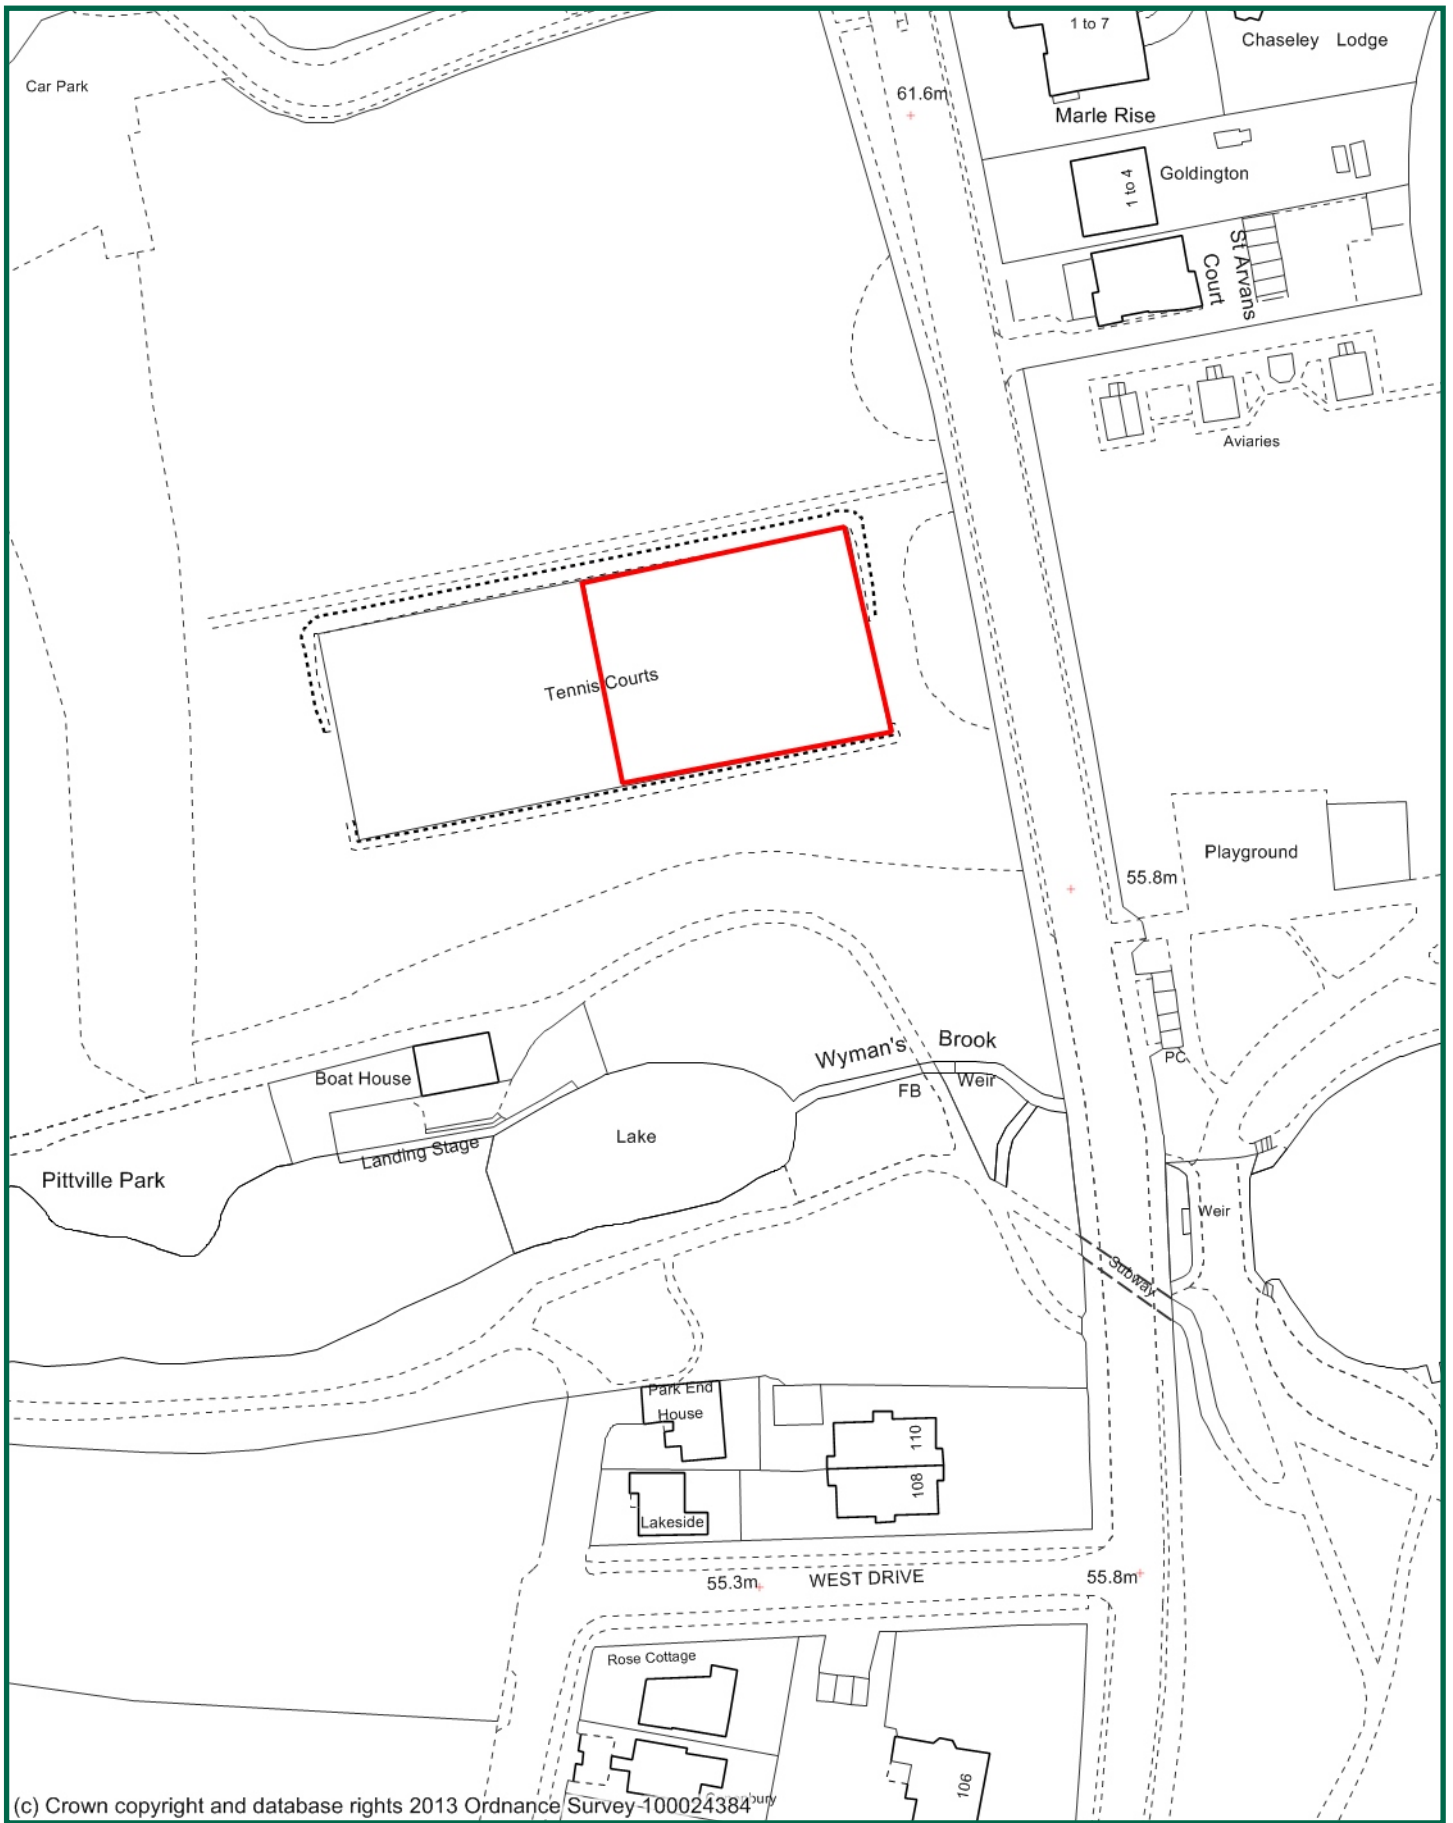 1 to 7
Chaseley Lodge
Car Park
61.6m
Marle Rise
Goldington
1 to 4
St Arvans
Court
Aviaries
Tennis Courts
Playground
55.8m
Wyman's Brook
PC
Boat House
FB
Weir
Lake
Landing Stage
Pittville Park
Weir
Subway
Park End
House
110
108
Lakeside
55.3m
WEST DRIVE
55.8m
Rose Cottage
106
(c) Crown copyright and database rights 2013 Ordnance Survey 100024384